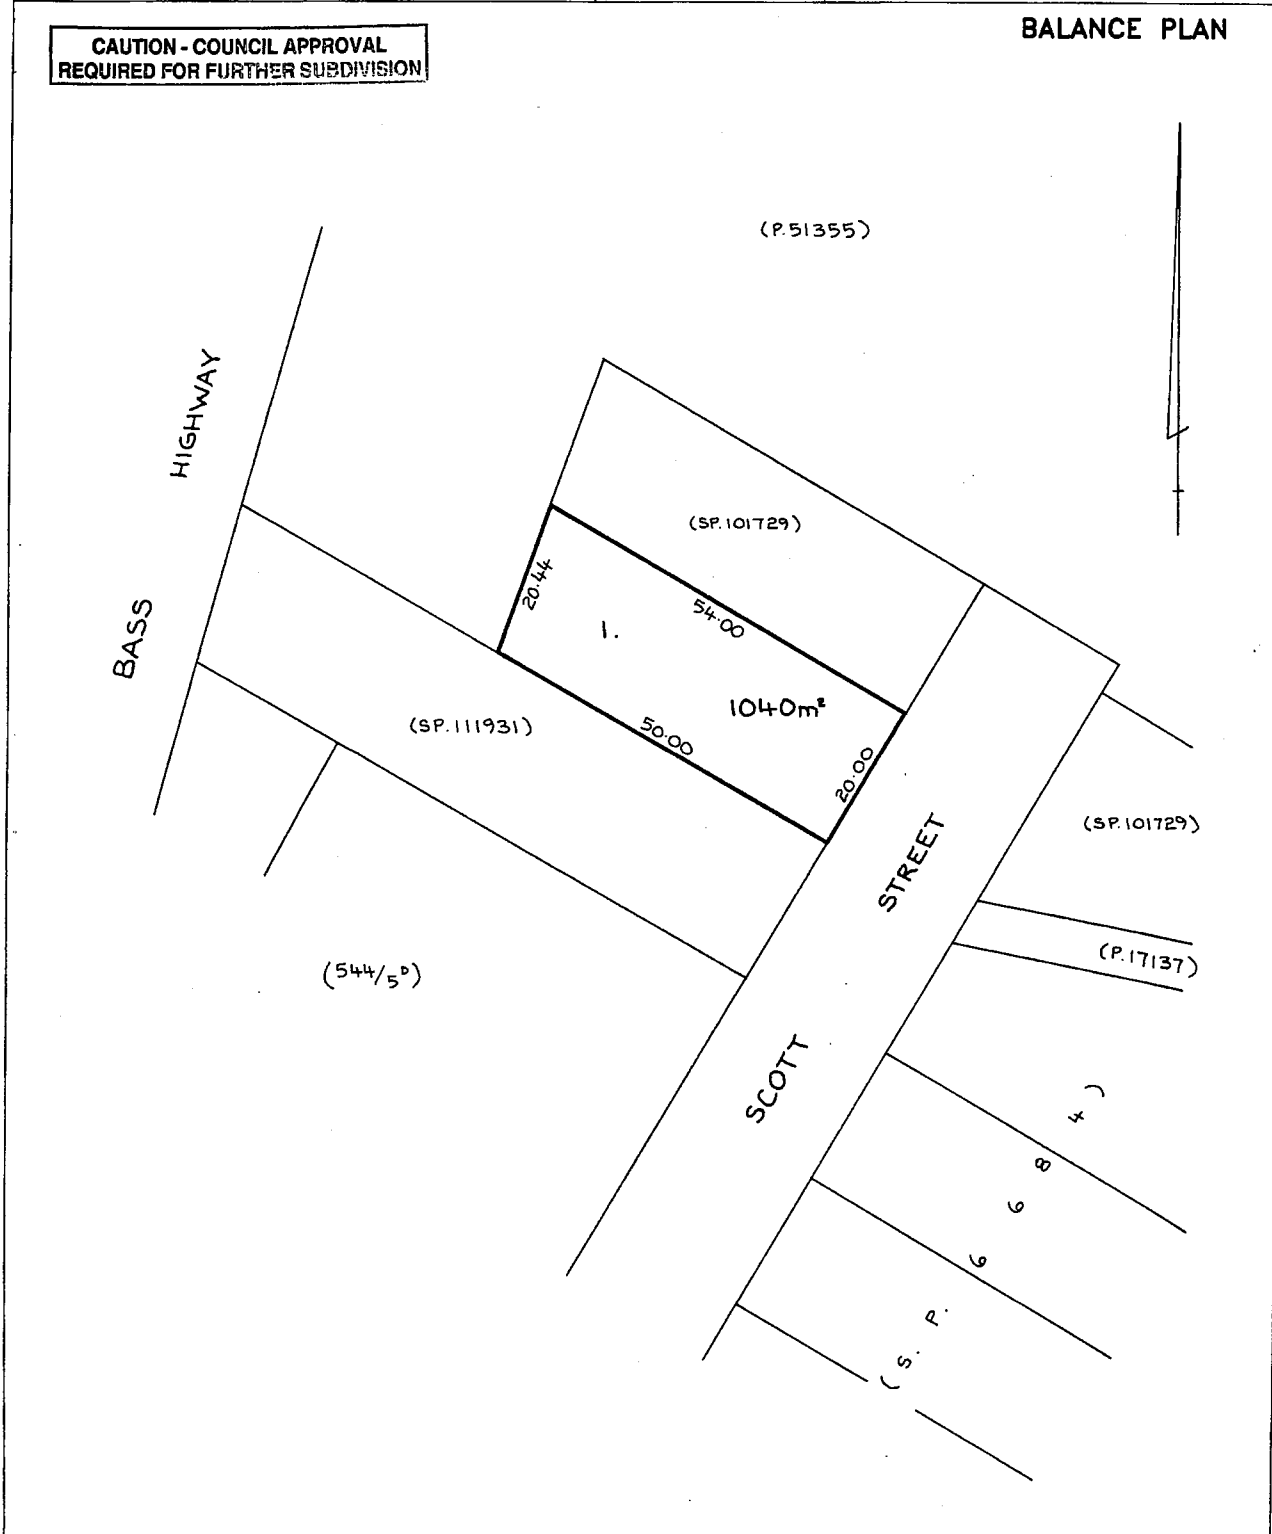 BALANCE PLAN
CAUTION - COUNCIL APPROVAL
REQUIRED FOR FURTHER SUBDIVISION
(P.51355)
BASS HIGHWAY
(SP.101729)
20.44
54.00
1.
1040m²
(SP.111931)
50.00
20.00
SCOTT STREET
(SP.101729)
(P.17137)
(544/5ᴰ)
(S.P. 6684)